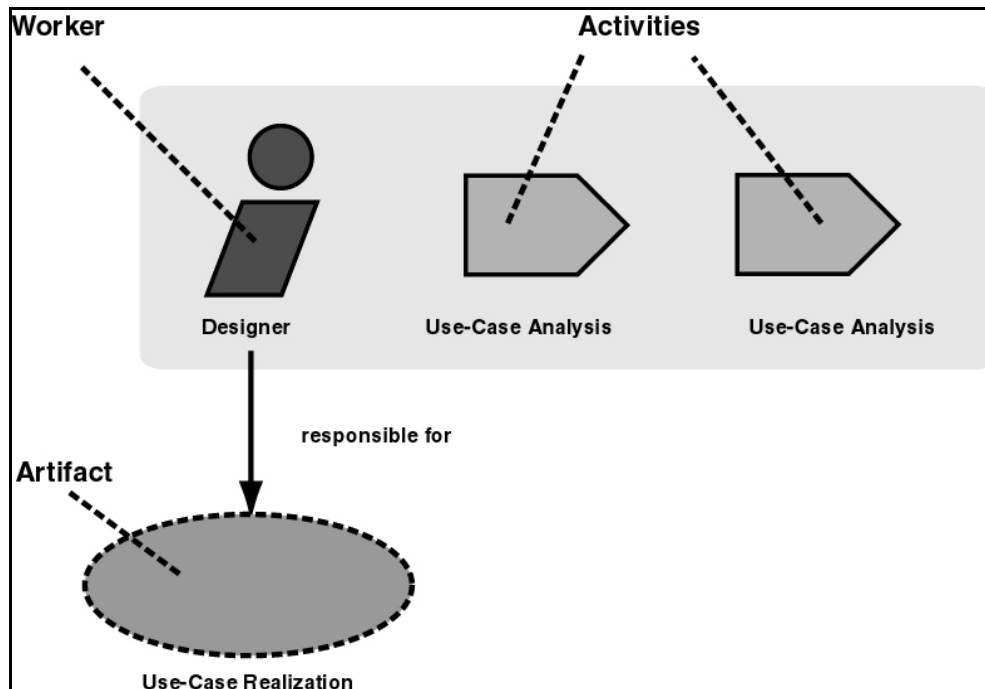 Worker
Activities
Designer
Use-Case Analysis
Use-Case Analysis
responsible for
Artifact
Use-Case Realization